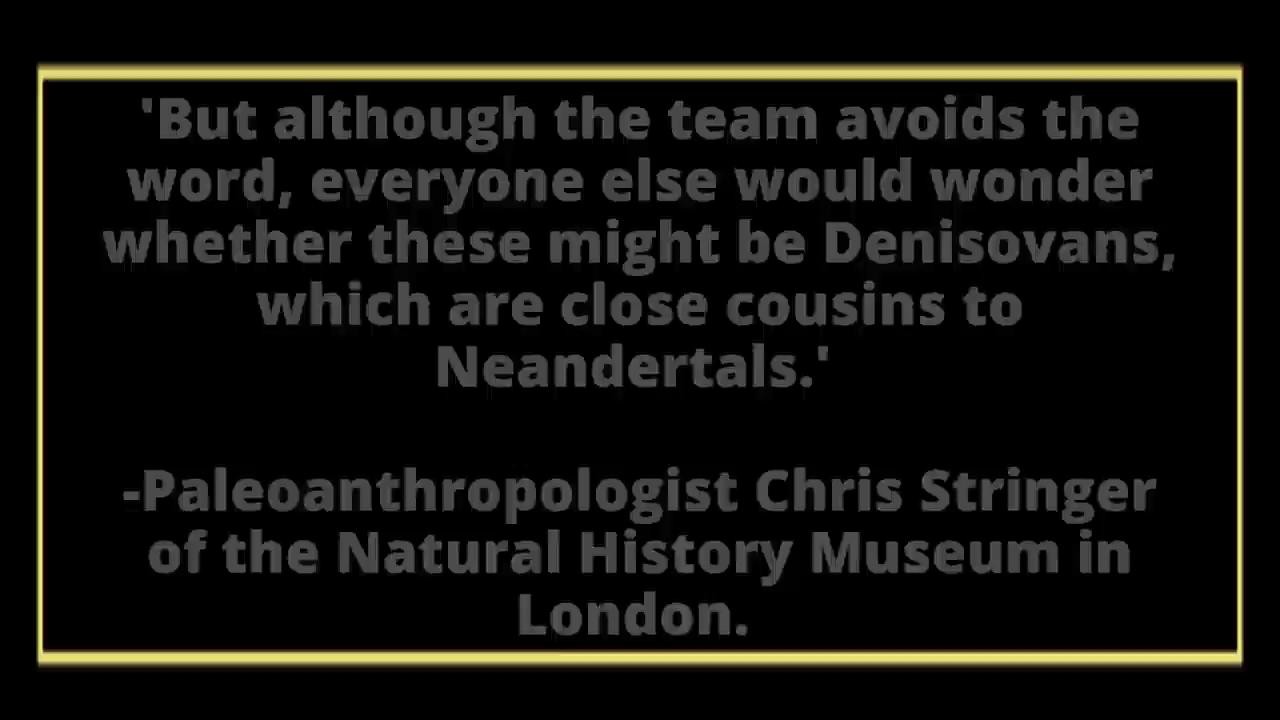 'But although the team avoids the
word, everyone else would wonder
whether these might be Denisovans,
which are close cousins to
Neandertals.'
-Paleoanthropologist Chris Stringer
of the Natural History Museum in
London.